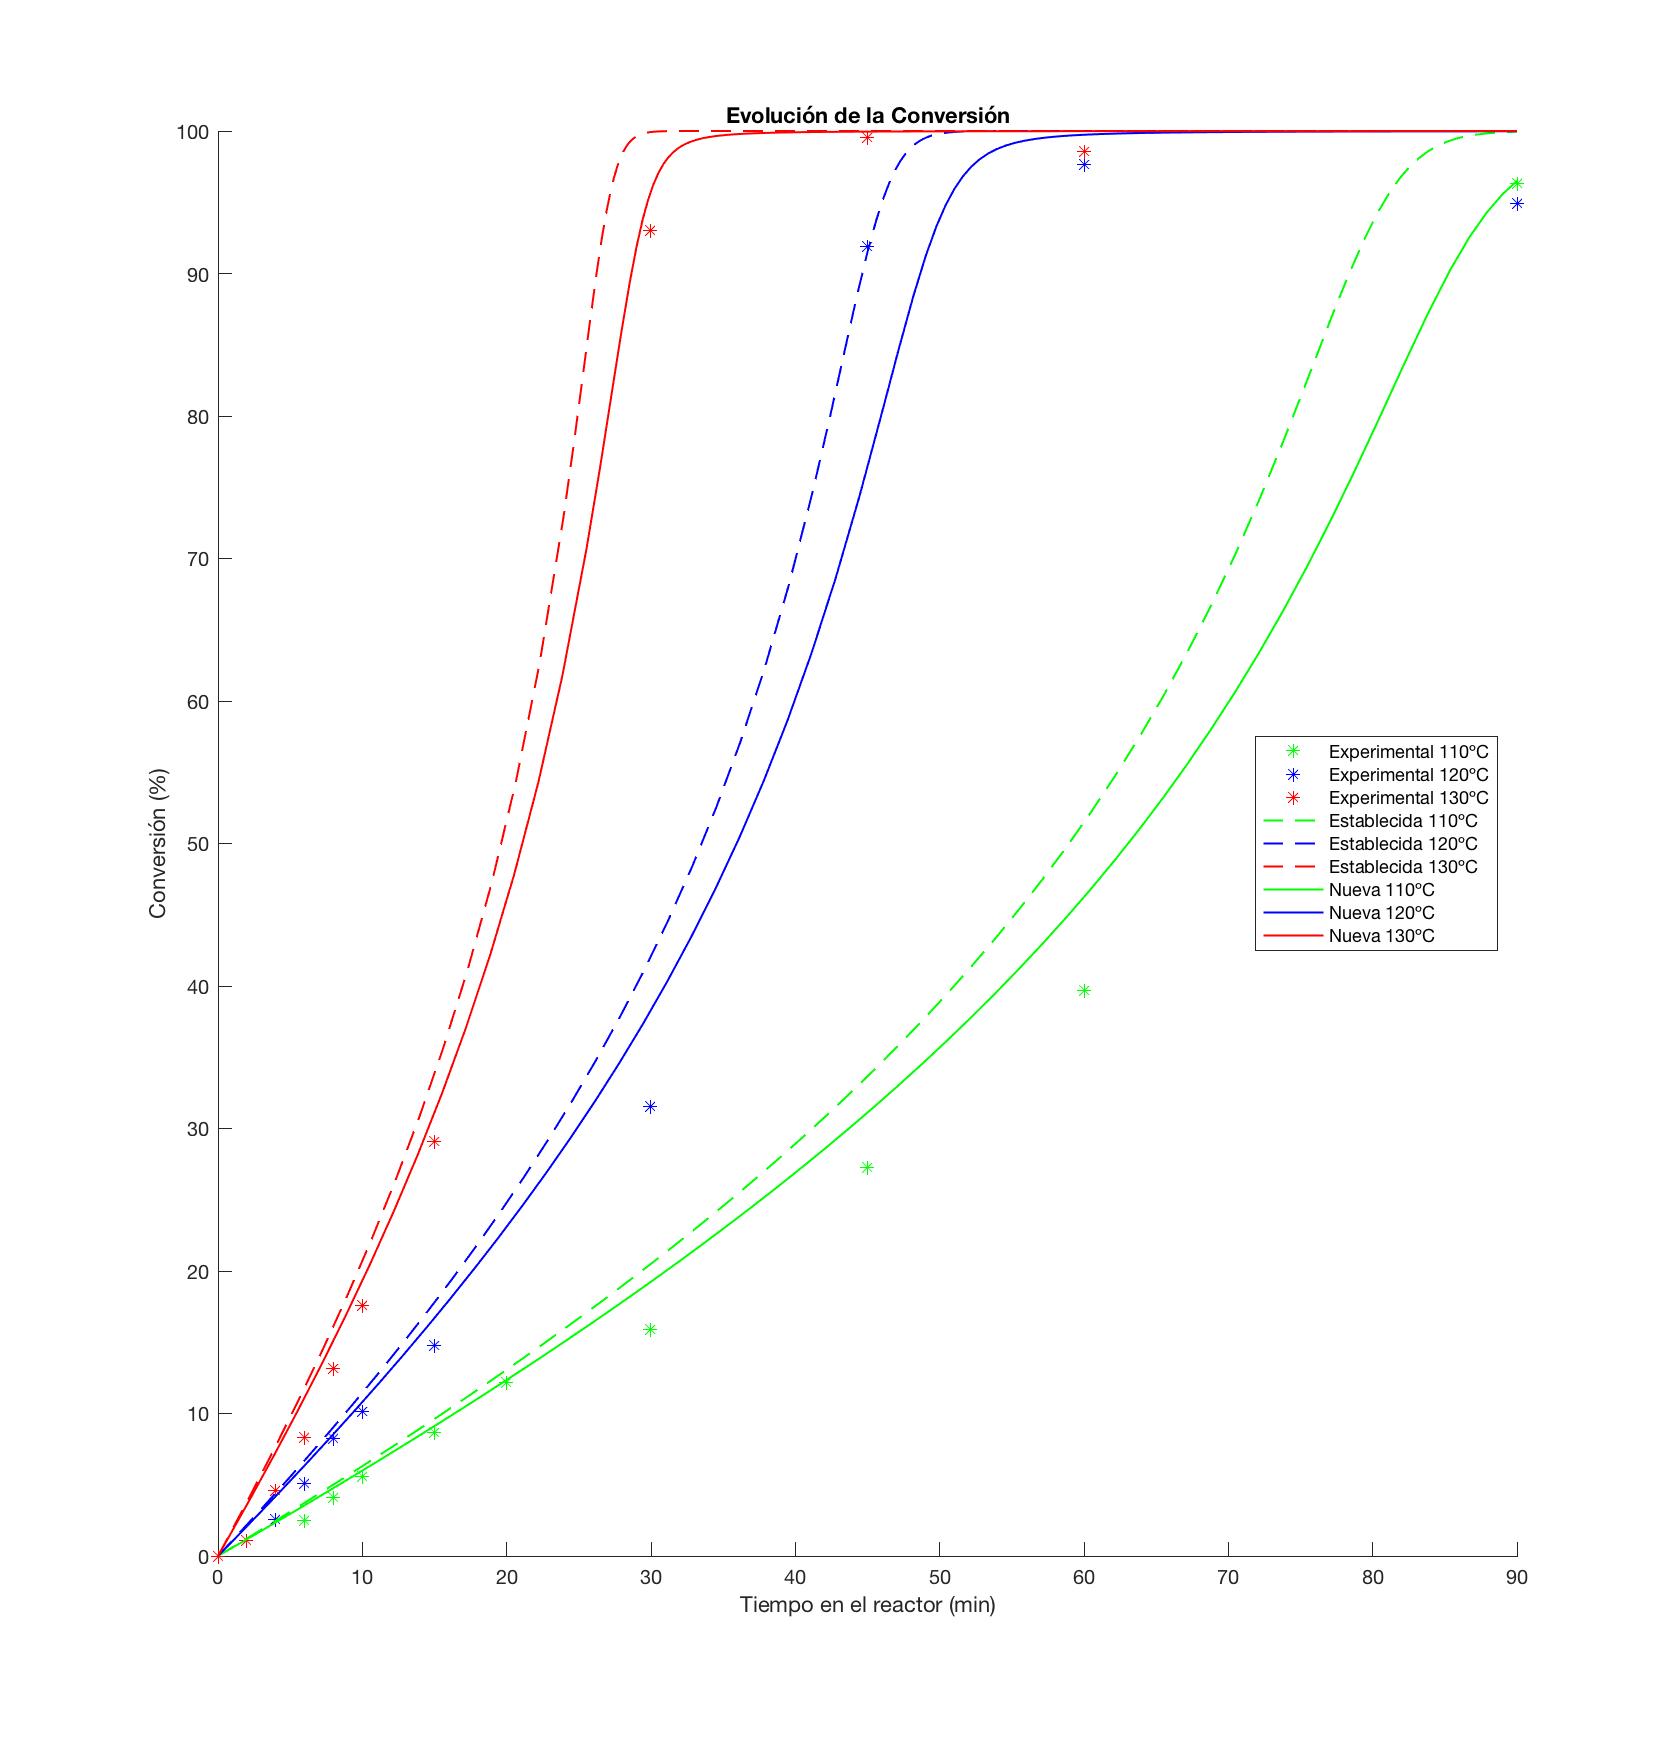 Evolución de la Conversión
100
90
80
70
60
50
40
30
20
10
0
Conversión (%)
Experimental 110ºC
Experimental 120ºC
Experimental 130ºC
Establecida 110ºC
Establecida 120ºC
Establecida 130ºC
Nueva 110ºC
Nueva 120ºC
Nueva 130ºC
0 10 20 30 40 50 60 70 80 90
Tiempo en el reactor (min)